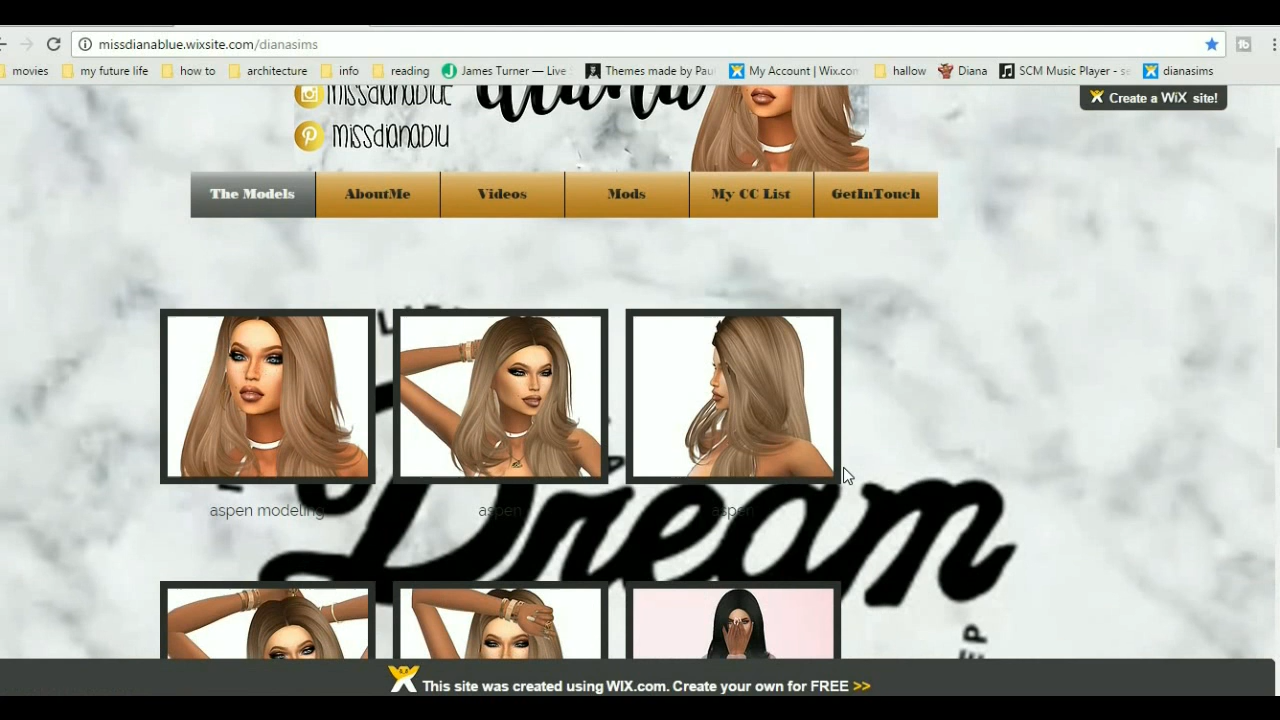 missdianablue.wixsite.com/dianasims
movies my future life how to architecture info reading James Turner — Live Themes made by Pau My Account | Wix.com hallow Diana SCM Music Player - se dianasims
missdianablue
diana
Create a WiX site!
missdianablu
The Models AboutMe Videos Mods My CC List GetInTouch
aspen modeling aspen aspen
Dream
EP
This site was created using WIX.com. Create your own for FREE >>